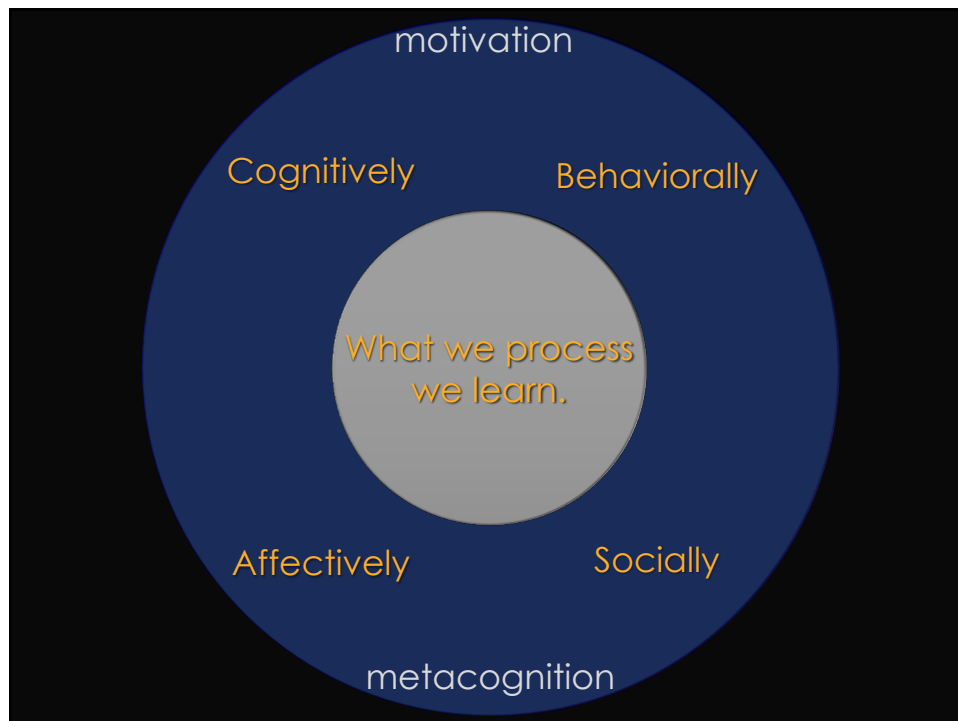 motivation
Cognitively
Behaviorally
What we process
we learn.
Affectively
Socially
metacognition